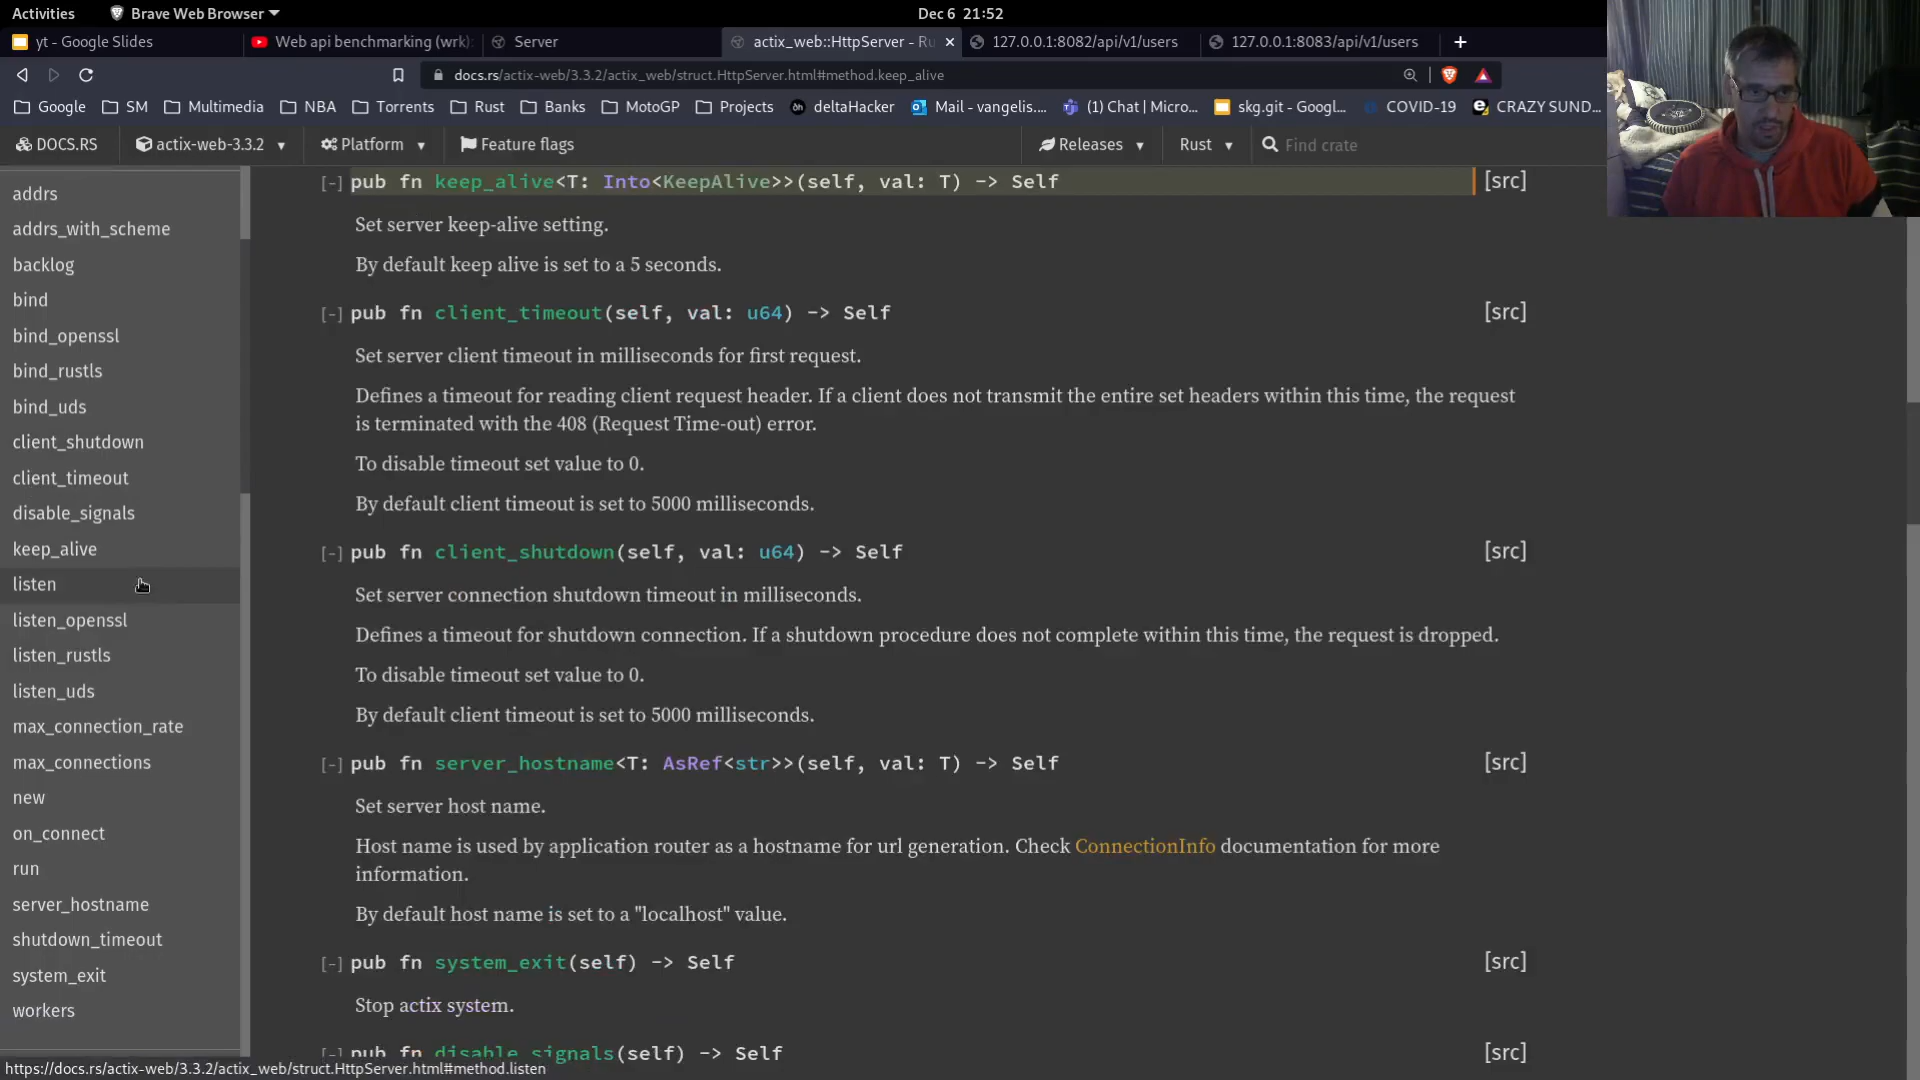 Activities
Brave Web Browser
Dec 6 21:52
yt - Google Slides
Web api benchmarking (wrk):
Server
actix_web::HttpServer - Ru
127.0.0.1:8082/api/v1/users
127.0.0.1:8083/api/v1/users
docs.rs/actix-web/3.3.2/actix_web/struct.HttpServer.html#method.keep_alive
Google
SM
Multimedia
NBA
Torrents
Rust
Banks
MotoGP
Projects
deltaHacker
Mail - vangelis....
(1) Chat | Micro...
skg.git - Googl...
COVID-19
CRAZY SUND...
DOCS.RS
actix-web-3.3.2
Platform
Feature flags
Releases
Rust
Find crate
addrs
addrs_with_scheme
backlog
bind
bind_openssl
bind_rustls
bind_uds
client_shutdown
client_timeout
disable_signals
keep_alive
listen
listen_openssl
listen_rustls
listen_uds
max_connection_rate
max_connections
new
on_connect
run
server_hostname
shutdown_timeout
system_exit
workers
[-] pub fn keep_alive<T: Into<KeepAlive>>(self, val: T) -> Self [src]
Set server keep-alive setting.
By default keep alive is set to a 5 seconds.
[-] pub fn client_timeout(self, val: u64) -> Self [src]
Set server client timeout in milliseconds for first request.
Defines a timeout for reading client request header. If a client does not transmit the entire set headers within this time, the request
is terminated with the 408 (Request Time-out) error.
To disable timeout set value to 0.
By default client timeout is set to 5000 milliseconds.
[-] pub fn client_shutdown(self, val: u64) -> Self [src]
Set server connection shutdown timeout in milliseconds.
Defines a timeout for shutdown connection. If a shutdown procedure does not complete within this time, the request is dropped.
To disable timeout set value to 0.
By default client timeout is set to 5000 milliseconds.
[-] pub fn server_hostname<T: AsRef<str>>(self, val: T) -> Self [src]
Set server host name.
Host name is used by application router as a hostname for url generation. Check ConnectionInfo documentation for more
information.
By default host name is set to a "localhost" value.
[-] pub fn system_exit(self) -> Self [src]
Stop actix system.
[-] pub fn disable_signals(self) -> Self [src]
https://docs.rs/actix-web/3.3.2/actix_web/struct.HttpServer.html#method.listen